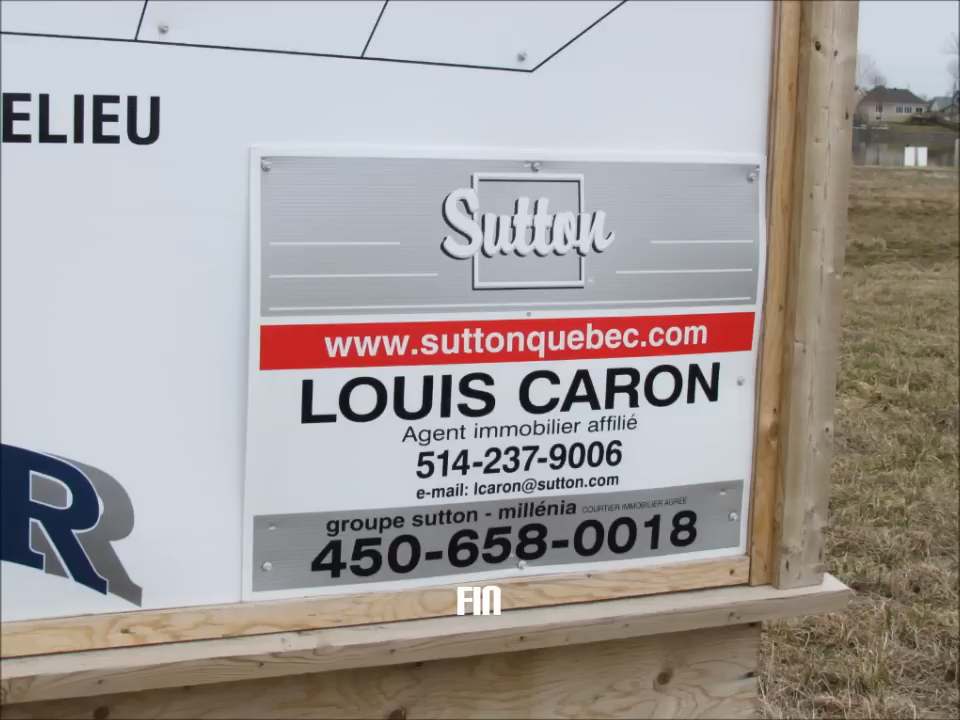 ELIEU
Sutton
www.suttonquebec.com
LOUIS CARON
Agent immobilier affilié
514-237-9006
e-mail: lcaron@sutton.com
groupe sutton - millénia COURTIER IMMOBILIER AGRÉÉ
450-658-0018
R
FIN